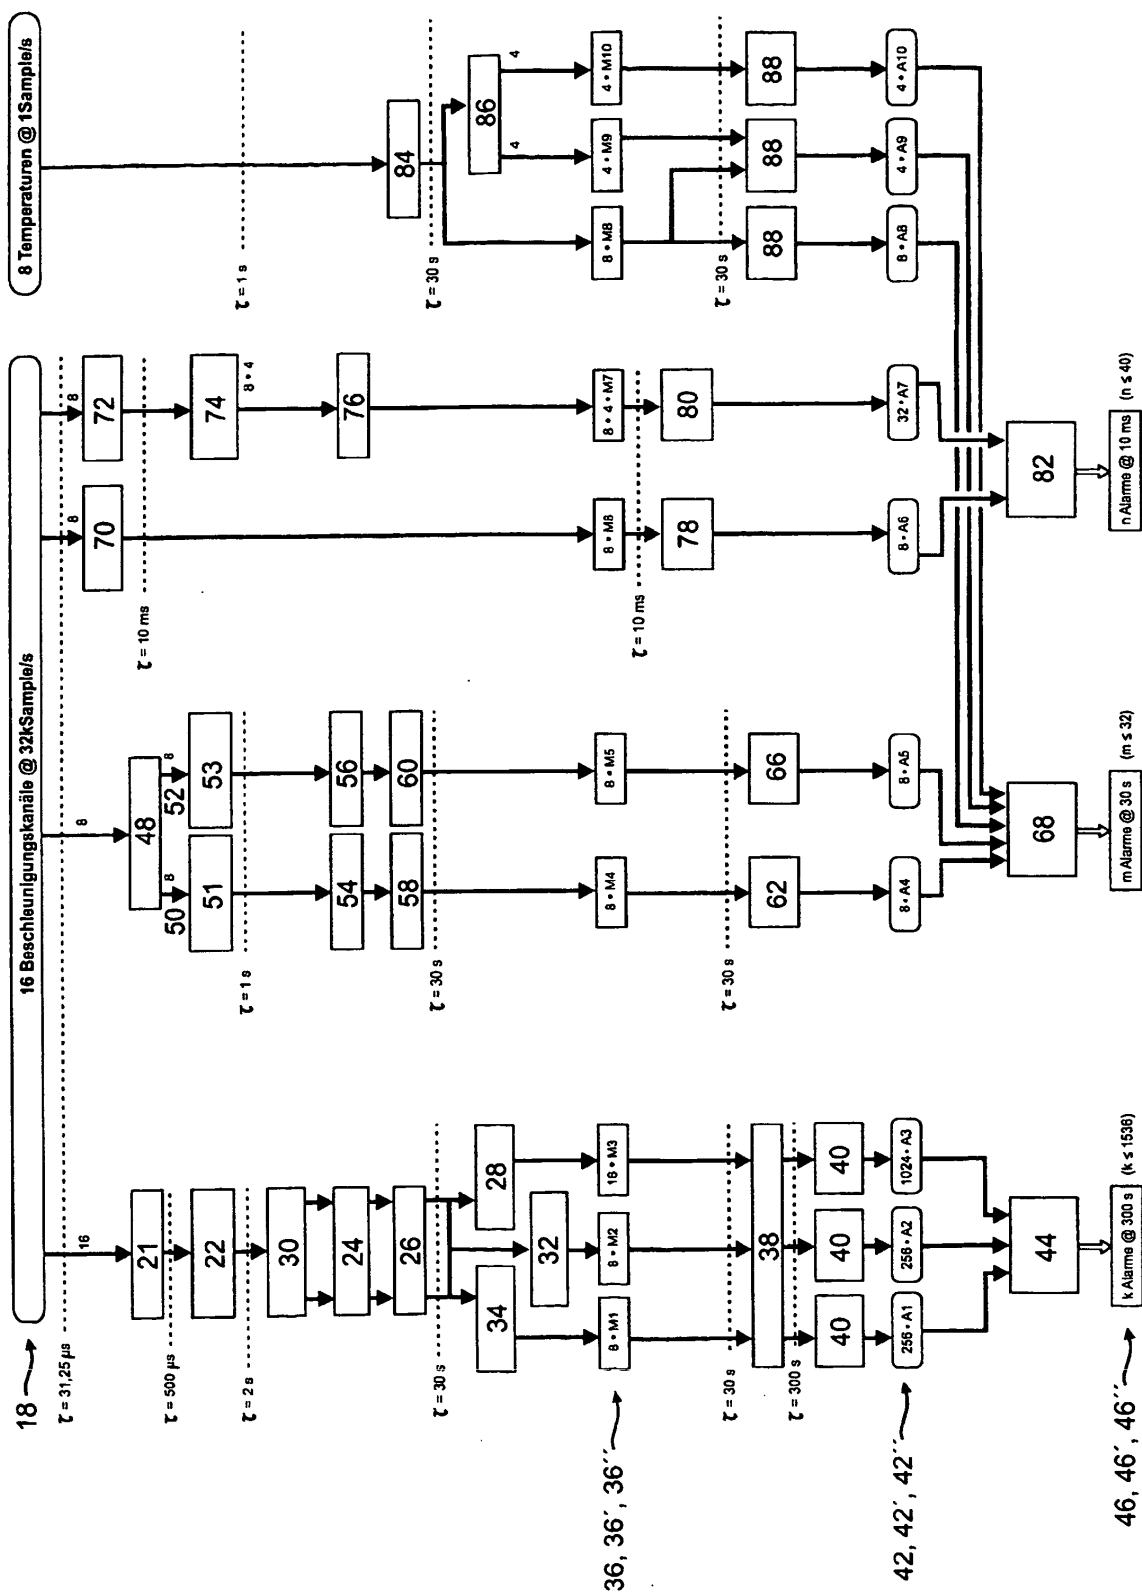 18
16 Beschleunigungskanäle @ 32kSample/s
8 Temperaturen @ 1Sample/s
τ = 31,25 µs
16
8
8
8
21
48
70
72
τ = 500 µs
τ = 10 ms
22
50
8
52
8
51
53
74
8 • 4
τ = 2 s
τ = 1 s
τ = 1 s
30
24
54
56
76
26
58
60
84
τ = 30 s
τ = 30 s
τ = 30 s
34
28
86
32
4
4
36, 36´, 36´´
8 • M1
8 • M2
16 • M3
8 • M4
8 • M5
8 • M6
8 • 4 • M7
8 • M8
4 • M9
4 • M10
τ = 10 ms
78
80
τ = 30 s
τ = 30 s
τ = 30 s
38
62
66
88
88
88
τ = 300 s
40
40
40
42, 42´, 42´´
256 • A1
256 • A2
1024 • A3
8 • A4
8 • A5
8 • A6
32 • A7
8 • A8
4 • A9
4 • A10
44
68
82
46, 46´, 46´´
k Alarme @ 300 s (k ≤ 1536)
m Alarme @ 30 s (m ≤ 32)
n Alarme @ 10 ms (n ≤ 40)